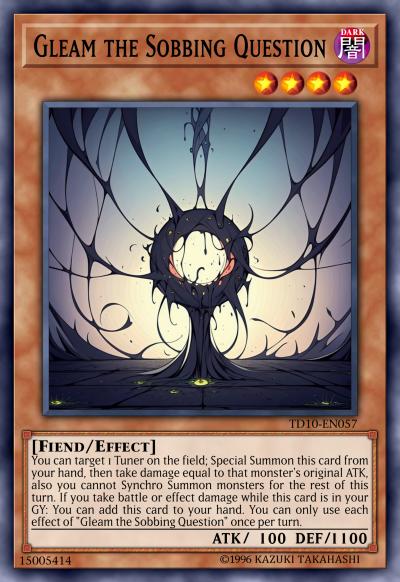 GLEAM THE SOBBING QUESTION
DARK
闇
TD10-EN057
[FIEND/EFFECT]
You can target 1 Tuner on the field; Special Summon this card from
your hand, then take damage equal to that monster's original ATK,
also you cannot Synchro Summon monsters for the rest of this
turn. If you take battle or effect damage while this card is in your
GY: You can add this card to your hand. You can only use each
effect of "Gleam the Sobbing Question" once per turn.
ATK/ 100 DEF/1100
15005414
©1996 KAZUKI TAKAHASHI